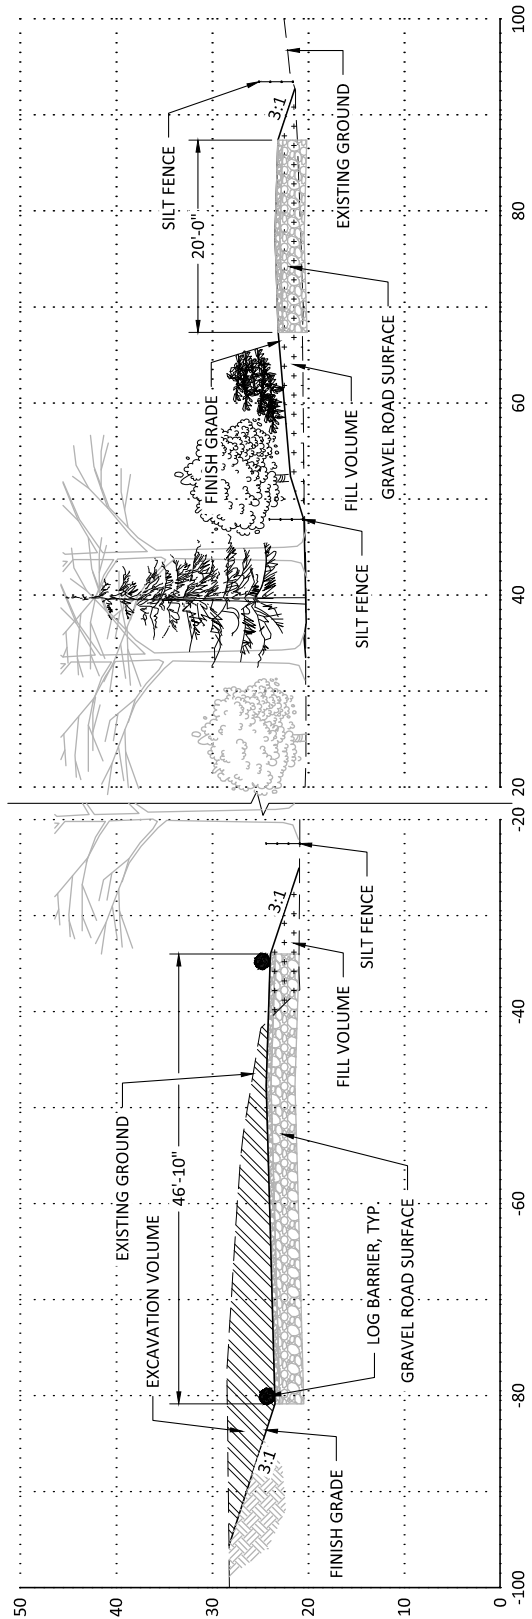 50
40
30
20
10
0
-100
-80
-60
-40
-20
20
40
60
80
100
EXISTING GROUND
EXCAVATION VOLUME
46'-10"
3:1
3:1
FINISH GRADE
LOG BARRIER, TYP.
GRAVEL ROAD SURFACE
FILL VOLUME
SILT FENCE
SILT FENCE
20'-0"
3:1
FINISH GRADE
SILT FENCE
FILL VOLUME
GRAVEL ROAD SURFACE
EXISTING GROUND